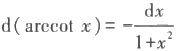 d( arccot x) = - dx/(1+x²)